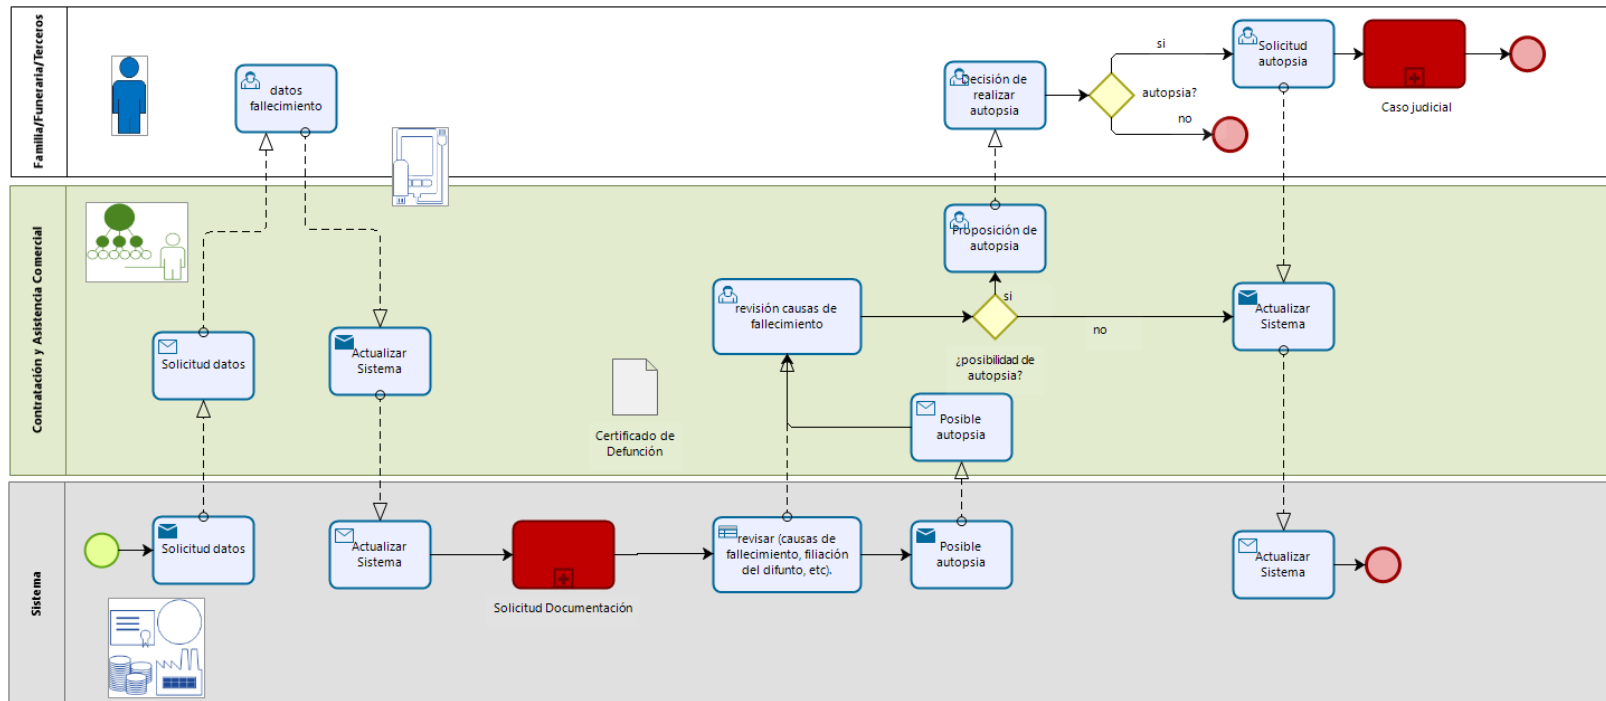 Familia/Funeraria/Terceros
datos
fallecimiento
Decisión de
realizar
autopsia
autopsia?
si
no
Solicitud
autopsia
Caso judicial
Contratación y Asistencia Comercial
Solicitud datos
Actualizar
Sistema
Certificado de
Defunción
revisión causas de
fallecimiento
Proposición de
autopsia
si
no
¿posibilidad de
autopsia?
Posible
autopsia
Actualizar
Sistema
Sistema
Solicitud datos
Actualizar
Sistema
Solicitud Documentación
revisar (causas de
fallecimiento, filiación
del difunto, etc).
Posible
autopsia
Actualizar
Sistema